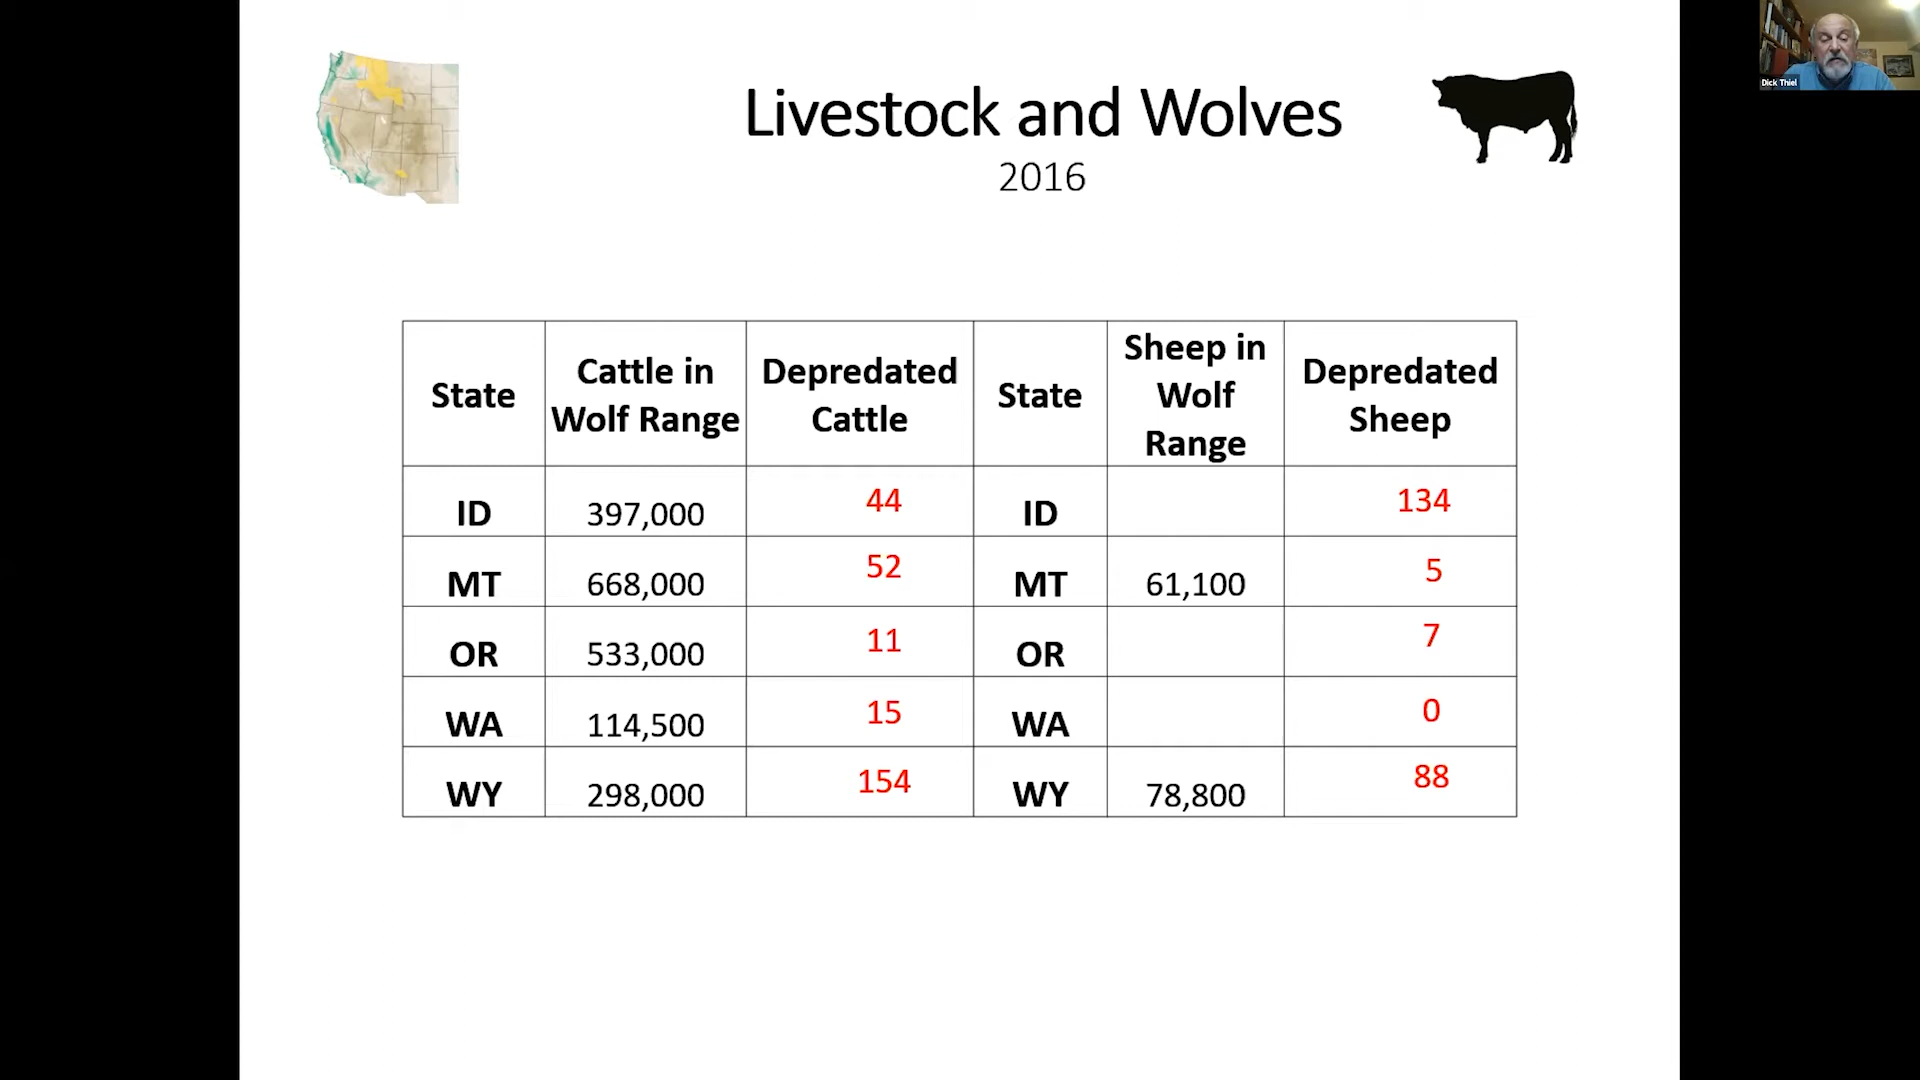 Livestock and Wolves
2016
Dick Thiel
State
Cattle in
Wolf Range
Depredated
Cattle
State
Sheep in
Wolf
Range
Depredated
Sheep
ID
397,000
44
ID
134
MT
668,000
52
MT
61,100
5
OR
533,000
11
OR
7
WA
114,500
15
WA
0
WY
298,000
154
WY
78,800
88